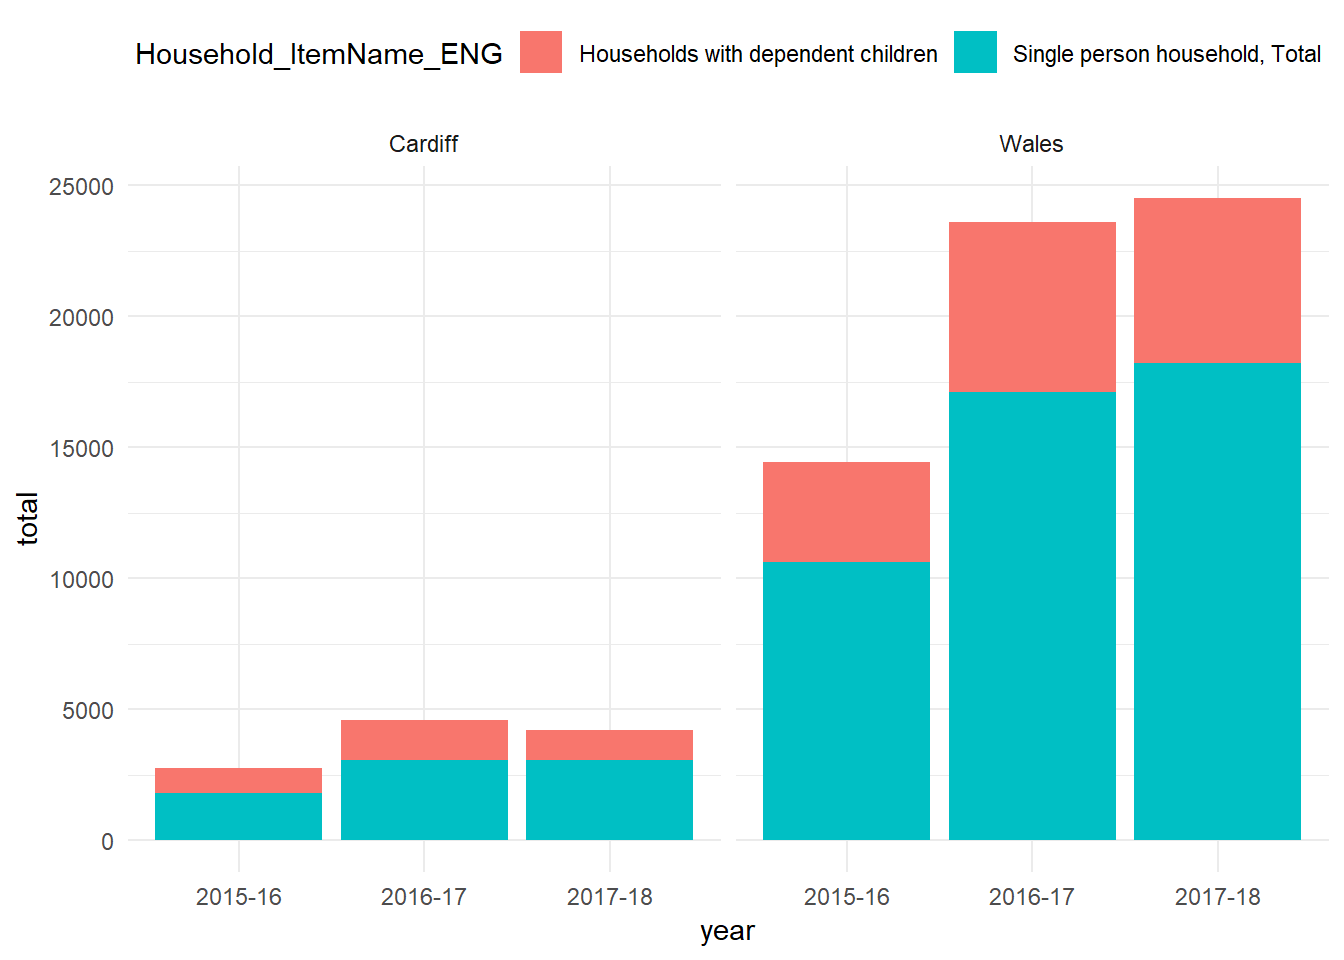 Household_ItemName_ENG Households with dependent children Single person household, Total
Cardiff Wales
25000
20000
15000
10000
5000
0
total
2015-16 2016-17 2017-18 2015-16 2016-17 2017-18
year